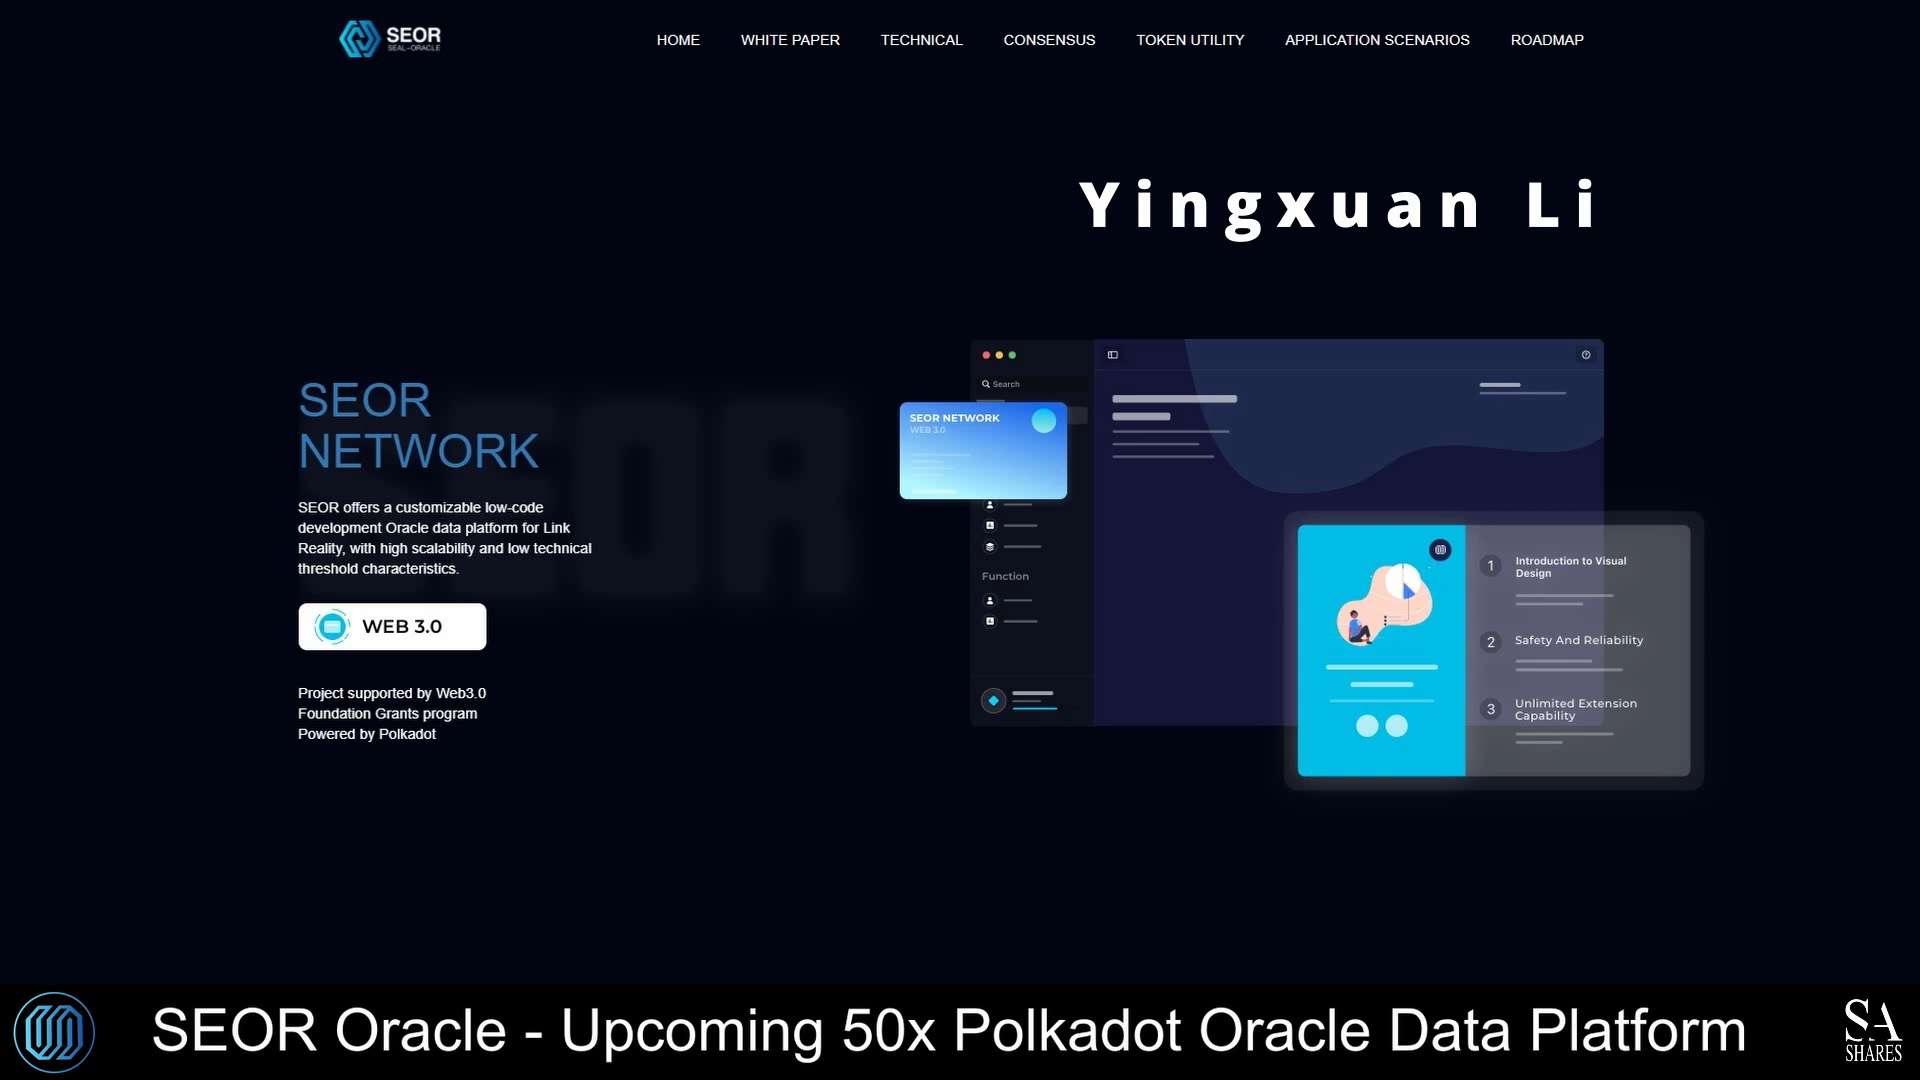 SEOR
SEAL-ORACLE
HOME WHITE PAPER TECHNICAL CONSENSUS TOKEN UTILITY APPLICATION SCENARIOS ROADMAP
Yingxuan Li
SEOR
NETWORK
SEOR
SEOR offers a customizable low-code
development Oracle data platform for Link
Reality, with high scalability and low technical
threshold characteristics.
WEB 3.0
Project supported by Web3.0
Foundation Grants program
Powered by Polkadot
Search
SEOR NETWORK
WEB 3.0
Function
1 Introduction to Visual
Design
2 Safety And Reliability
3 Unlimited Extension
Capability
SEOR Oracle - Upcoming 50x Polkadot Oracle Data Platform
SA
SHARES